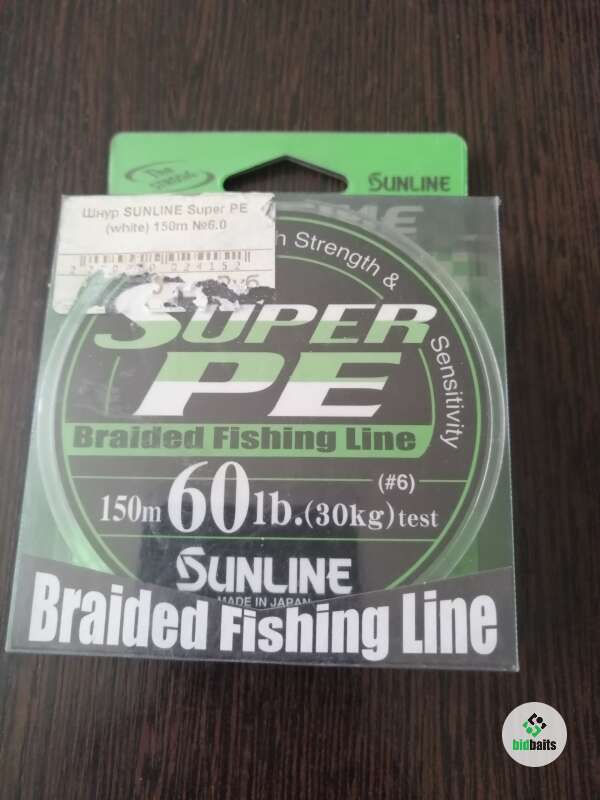 The
SUNLINE
Шнур SUNLINE Super PE
(white) 150m №6.0
Strength &
Sensitivity
SUPER
PE
Braided Fishing Line
(#6)
150m 60lb.(30kg)test
SUNLINE
MADE IN JAPAN
Braided Fishing Line
bidbaits